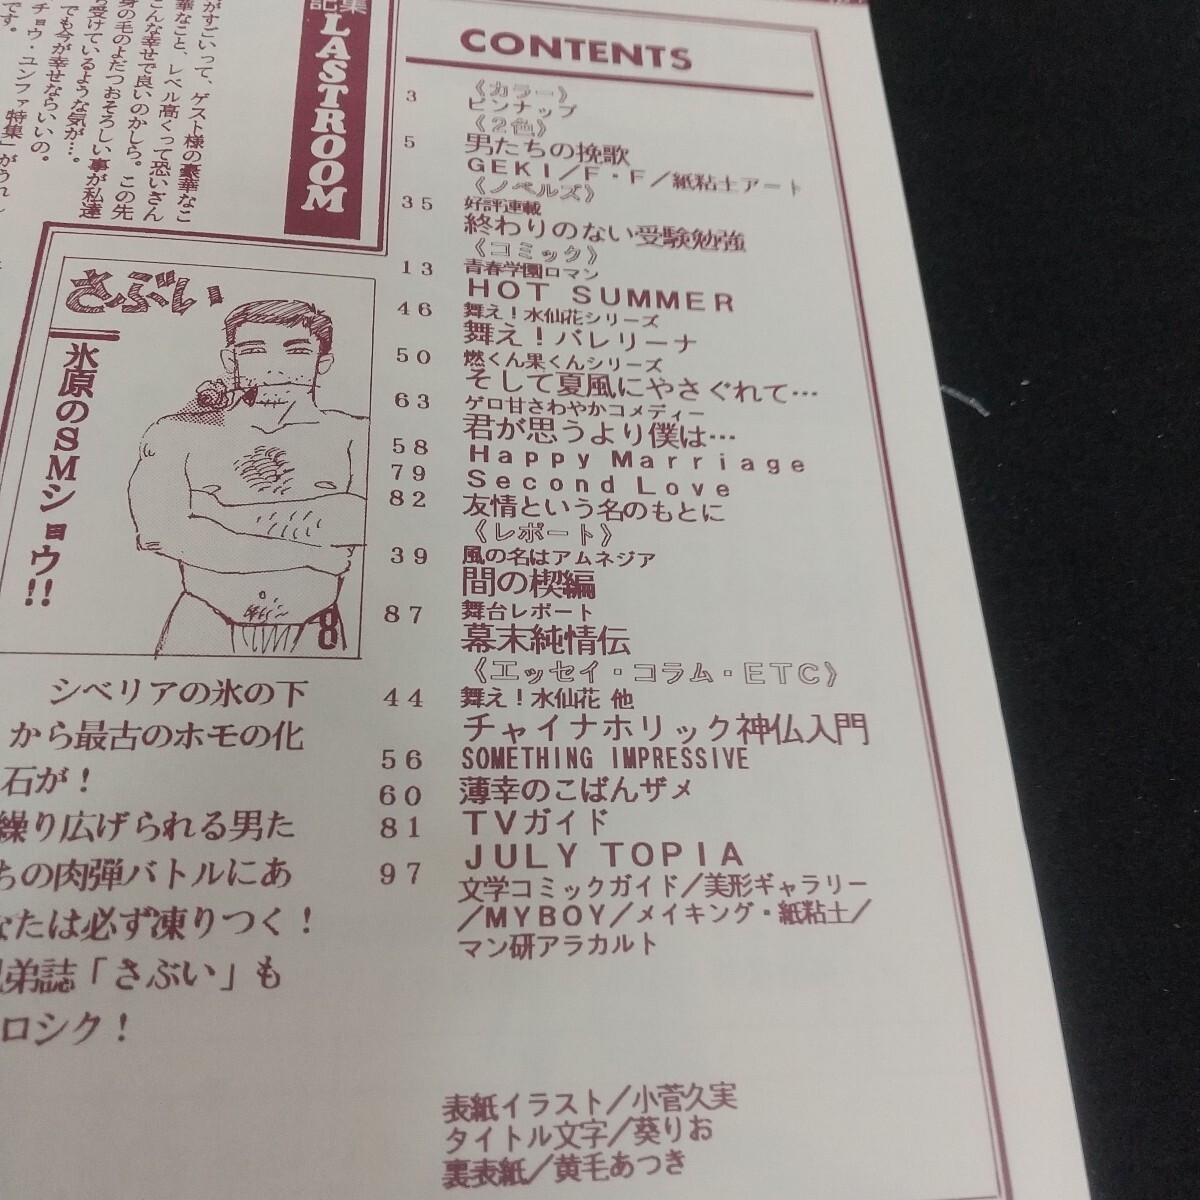 記集
LAST ROOM
がすごいって、ゲスト様の豪華なこ
華なこと、レベル高くって恐いさん
こんな幸せで良いのかしら。この先
身の毛のよだつおそろしい事が私達
ち受けているような気が…。
でも今が幸せならいいの。
チョウ・ユンファ特集」がうれし
です。
さぶい
氷原のSMショウ!!
8
シベリアの氷の下
から最古のホモの化
石が!
繰り広げられる男た
ちの肉弾バトルにあ
なたは必ず凍りつく!
兄弟誌「さぶい」も
ロシク!
CONTENTS
《カラー》
3 ピンナップ
《2色》
5 男たちの挽歌
GEKI/F・F/紙粘土アート
《ノベルズ》
35 好評連載
終わりのない受験勉強
《コミック》
13 青春学園ロマン
HOT SUMMER
46 舞え!水仙花シリーズ
舞え!バレリーナ
50 燃くん果くんシリーズ
そして夏風にやさぐれて…
63 ゲロ甘さわやかコメディー
君が思うより僕は…
58 Happy Marriage
79 Second Love
82 友情という名のもとに
《レポート》
39 風の名はアムネジア
間の楔編
87 舞台レポート
幕末純情伝
《エッセイ・コラム・ETC》
44 舞え!水仙花 他
チャイナホリック神仏入門
56 SOMETHING IMPRESSIVE
60 薄幸のこばんザメ
81 TVガイド
97 JULY TOPIA
文学コミックガイド/美形ギャラリー
/MYBOY/メイキング・紙粘土/
マン研アラカルト
表紙イラスト/小菅久実
タイトル文字/葵りお
裏表紙/黄毛あつき